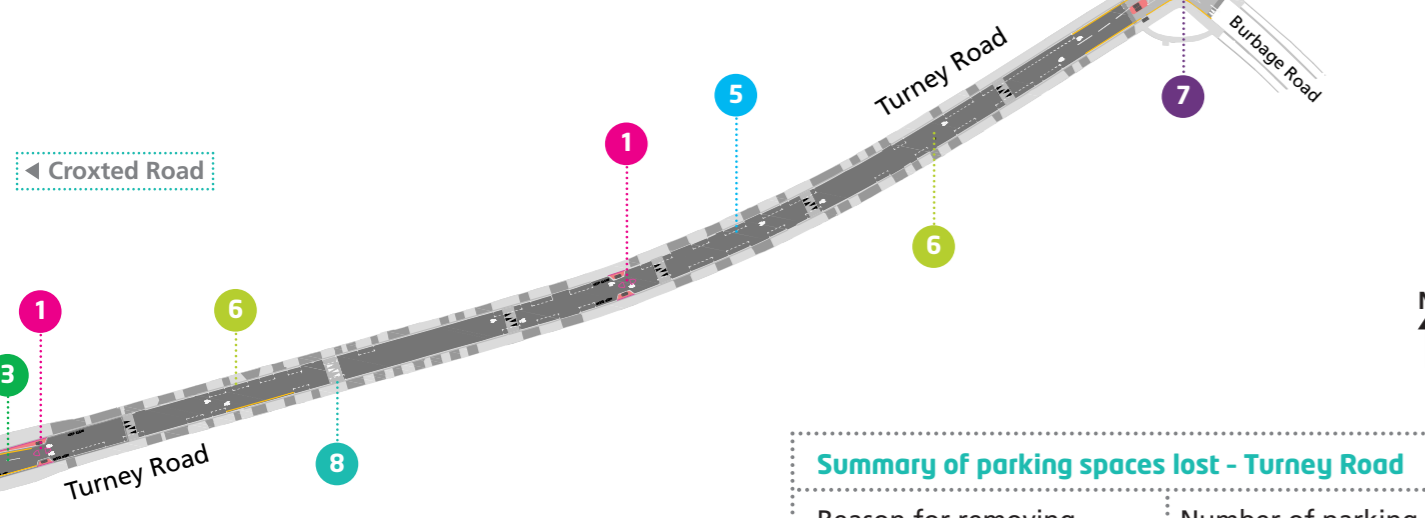 Burbage Road
Turney Road
7
5
1
◄ Croxted Road
6
1
6
3
8
Turney Road
Summary of parking spaces lost - Turney Road
Reason for removing
Number of parking